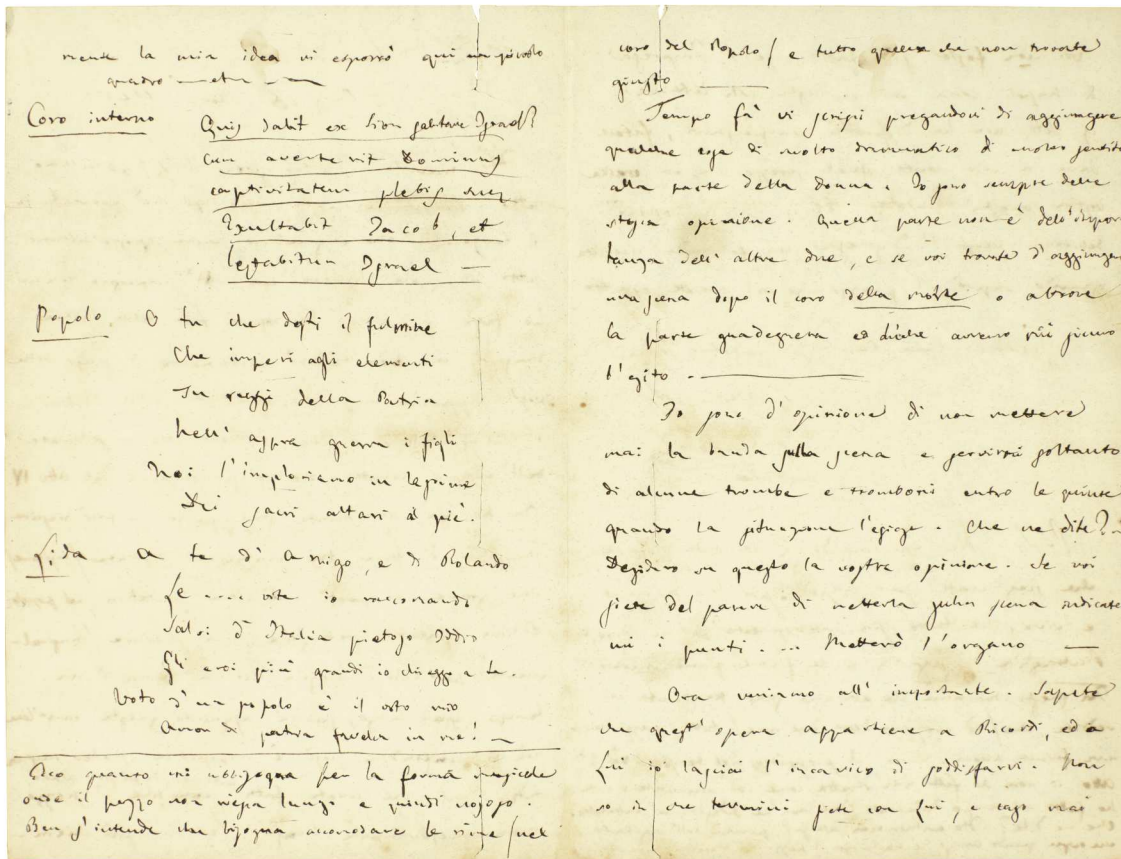 mente la mia idea vi esporrò qui un piccolo
quadro
Coro interno
Quis dabit ex Sion salutare Israel?
cum averterit Dominus
captivitatem plebis suae
Exultabit Jacob, et
letabitur Israel —
Popolo O tu che desti il fulmine
Che imperi agli elementi
Tu reggi della Patria
Nell' aspra guerra i figli
Noi l'imploriamo in lagrime
Dei sacri altari a piè.
Lida A te d'Arrigo, e di Rolando
Le vite io raccomando
Salvi d'Italia pietoso Iddio
Gli eroi più grandi io chieggo a te.
Voto d'un popolo è il voto mio
Amor di patria favella in me! —
Ecco quanto mi abbisogna per la forma musicale
onde il pezzo non riesca lungo e quindi nojoso.
Ben s'intende che bisogna accomodare le rime (nel
coro del Popolo) e tutto quello che non trovate
giusto —
Tempo fà vi scrissi pregandovi di aggiungere
qualche cosa di molto drammatico di molto sentito
alla parte della donna. Io sono sempre della
stessa opinione. Quella parte non è dell'impor
tanza dell' altre due, e se voi trovate d'aggiungere
una scena dopo il coro della morte o altrove
la parte guadagnera ed anche avremo più sicuro
l'esito. —
Io sono d'opinione di non mettere
mai la banda sulla scena e servirsi soltanto
di alcune trombe e tromboni entro le quinte
quando la situazione l'esigge. Che ne dite?...
Desidero su questo la vostra opinione. Se voi
siete del parere di metterla sulla scena indicate
mi i punti. ... Metterò l'organo —
Ora veniamo all' importante. Sapete
che quest' opera appartiene a Ricordi, ed a
Lui io lasciai l'incarico di soddisfarvi. Non
so in che termini siete con Lui, e caso mai